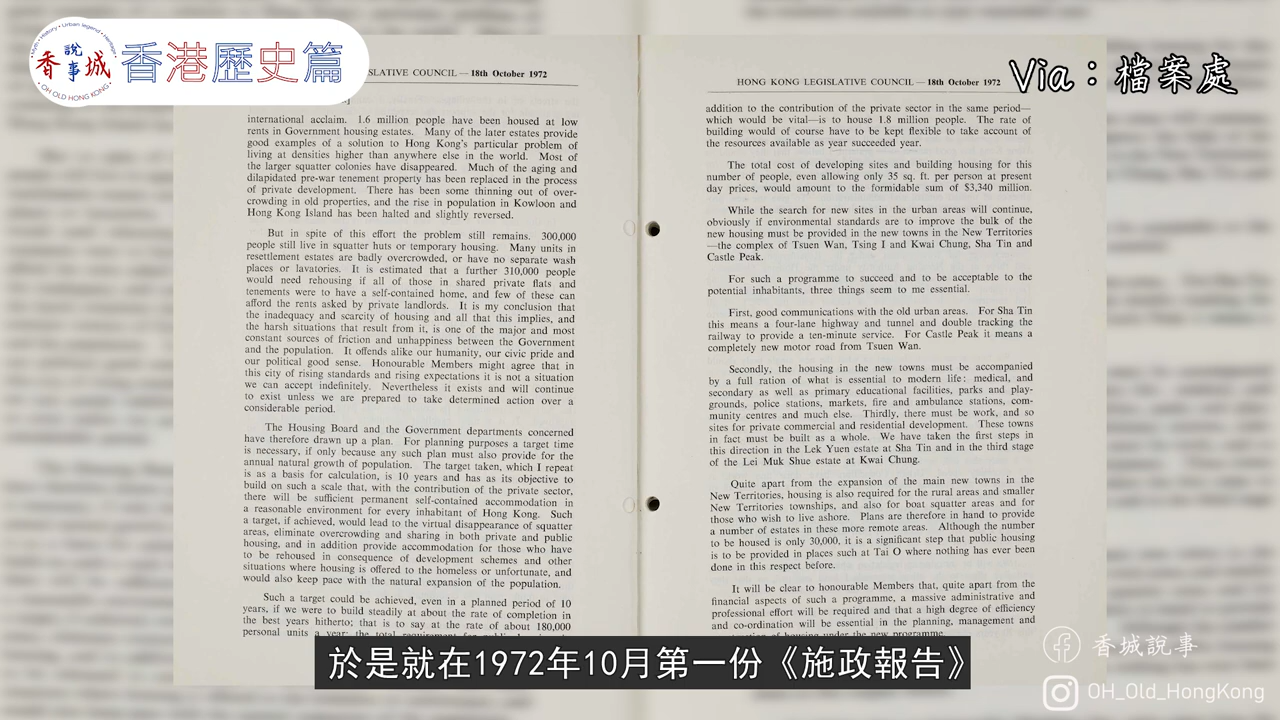 Myth • History • Urban legend • Heritage
香城
說事
OH OLD HONG KONG
香港歷史篇
Via：檔案處
SLATIVE COUNCIL — 18th October 1972
international acclaim. 1.6 million people have been housed at low
rents in Government housing estates. Many of the later estates provide
good examples of a solution to Hong Kong's particular problem of
living at densities higher than anywhere else in the world. Most of
the larger squatter colonies have disappeared. Much of the aging and
dilapidated pre-war tenement property has been replaced in the process
of private development. There has been some thinning out of over-
crowding in old properties, and the rise in population in Kowloon and
Hong Kong Island has been halted and slightly reversed.
But in spite of this effort the problem still remains. 300,000
people still live in squatter huts or temporary housing. Many units in
resettlement estates are badly overcrowded, or have no separate wash
places or lavatories. It is estimated that a further 310,000 people
would need rehousing if all of those in shared private flats and
tenements were to have a self-contained home, and few of these can
afford the rents asked by private landlords. It is my conclusion that
the inadequacy and scarcity of housing and all that this implies, and
the harsh situations that result from it, is one of the major and most
constant sources of friction and unhappiness between the Government
and the population. It offends alike our humanity, our civic pride and
our political good sense. Honourable Members might agree that in
this city of rising standards and rising expectations it is not a situation
we can accept indefinitely. Nevertheless it exists and will continue
to exist unless we are prepared to take determined action over a
considerable period.
The Housing Board and the Government departments concerned
have therefore drawn up a plan. For planning purposes a target time
is necessary, if only because any such plan must also provide for the
annual natural growth of population. The target taken, which I repeat
is as a basis for calculation, is 10 years and has as its objective to
build on such a scale that, with the contribution of the private sector,
there will be sufficient permanent self-contained accommodation in
a reasonable environment for every inhabitant of Hong Kong. Such
a target, if achieved, would lead to the virtual disappearance of squatter
areas, eliminate overcrowding and sharing in both private and public
housing, and in addition provide accommodation for those who have
to be rehoused in consequence of development schemes and other
situations where housing is offered to the homeless or unfortunate, and
would also keep pace with the natural expansion of the population.
Such a target could be achieved, even in a planned period of 10
years, if we were to build steadily at about the rate of completion in
the best years hitherto; that is to say at the rate of about 180,000
personal units a year: the total requirement for public
HONG KONG LEGISLATIVE COUNCIL — 18th October 1972
addition to the contribution of the private sector in the same period—
which would be vital—is to house 1.8 million people. The rate of
building would of course have to be kept flexible to take account of
the resources available as year succeeded year.
The total cost of developing sites and building housing for this
number of people, even allowing only 35 sq. ft. per person at present
day prices, would amount to the formidable sum of $3,340 million.
While the search for new sites in the urban areas will continue,
obviously if environmental standards are to improve the bulk of the
new housing must be provided in the new towns in the New Territories
—the complex of Tsuen Wan, Tsing I and Kwai Chung, Sha Tin and
Castle Peak.
For such a programme to succeed and to be acceptable to the
potential inhabitants, three things seem to me essential.
First, good communications with the old urban areas. For Sha Tin
this means a four-lane highway and tunnel and double tracking the
railway to provide a ten-minute service. For Castle Peak it means a
completely new motor road from Tsuen Wan.
Secondly, the housing in the new towns must be accompanied
by a full ration of what is essential to modern life: medical, and
secondary as well as primary educational facilities, parks and play-
grounds, police stations, markets, fire and ambulance stations, com-
munity centres and much else. Thirdly, there must be work, and so
sites for private commercial and residential development. These towns
in fact must be built as a whole. We have taken the first steps in
this direction in the Lek Yuen estate at Sha Tin and in the third stage
of the Lei Muk Shue estate at Kwai Chung.
Quite apart from the expansion of the main new towns in the
New Territories, housing is also required for the rural areas and smaller
New Territories townships, and also for boat squatter areas and for
those who wish to live ashore. Plans are therefore in hand to provide
a number of estates in these more remote areas. Although the number
to be housed is only 30,000, it is a significant step that public housing
is to be provided in places such at Tai O where nothing has ever been
done in this respect before.
It will be clear to honourable Members that, quite apart from the
financial aspects of such a programme, a massive administrative and
professional effort will be required and that a high degree of efficiency
and co-ordination will be essential in the planning, management and
of housing under the new programme.
於是就在1972年10月第一份《施政報告》
香城說事
OH_Old_HongKong